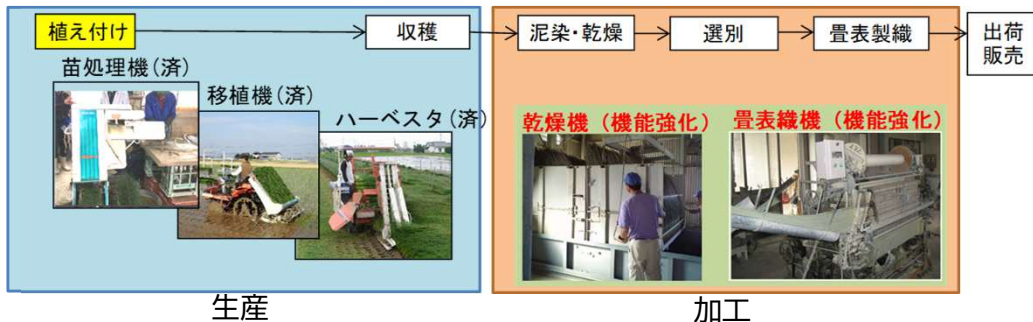 植え付け
収穫
泥染・乾燥
選別
畳表製織
出荷
販売
苗処理機(済)
移植機(済)
ハーベスタ(済)
乾燥機（機能強化）
畳表織機（機能強化）
生産
加工